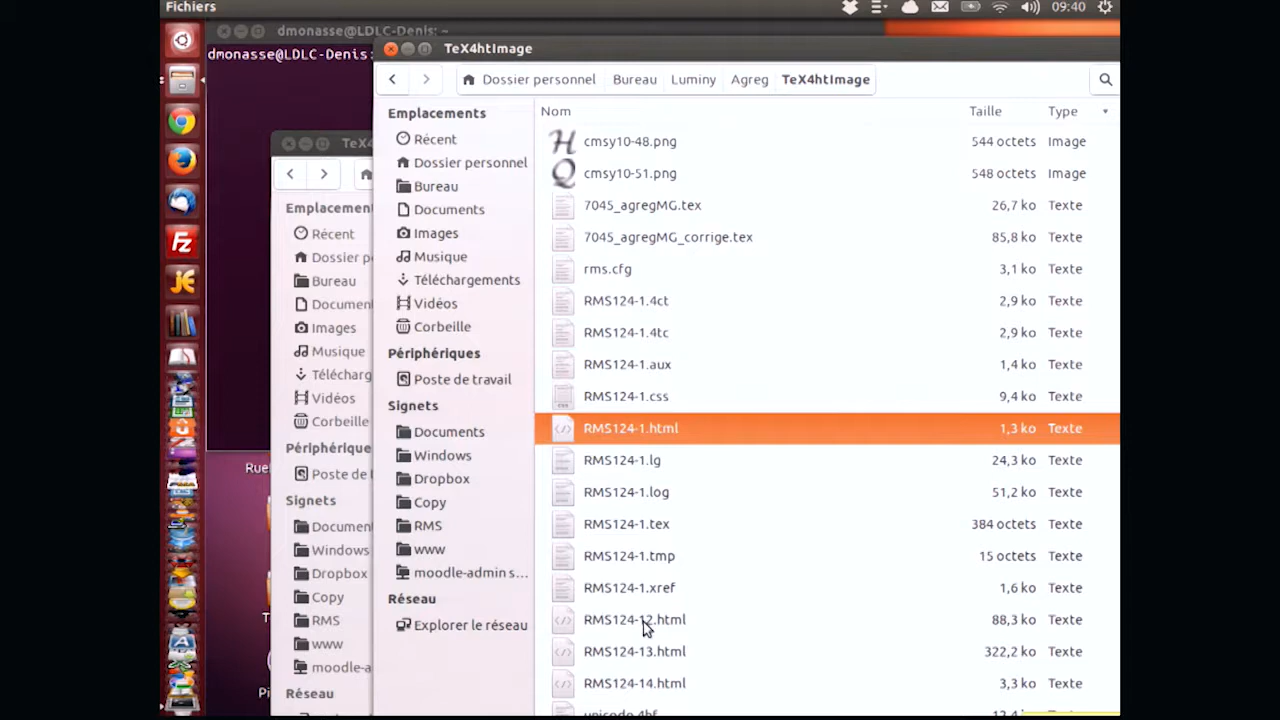 Fichiers
09:40
dmonasse@LDLC-Denis: ~
dmonasse@LDLC-Denis:
TeX4htImage
Dossier personnel Bureau Luminy Agreg TeX4htImage
Emplacements
Récent
Dossier personnel
Bureau
Documents
Images
Musique
Téléchargements
Vidéos
Corbeille
Périphériques
Poste de travail
Signets
Documents
Windows
Dropbox
Copy
RMS
www
moodle-admin s...
Réseau
Explorer le réseau
Nom Taille Type
cmsy10-48.png 544 octets Image
cmsy10-51.png 548 octets Image
7045_agregMG.tex 26,7 ko Texte
7045_agregMG_corrige.tex 85,8 ko Texte
rms.cfg 3,1 ko Texte
RMS124-1.4ct 2,9 ko Texte
RMS124-1.4tc 2,9 ko Texte
RMS124-1.aux 1,4 ko Texte
RMS124-1.css 9,4 ko Texte
RMS124-1.html 1,3 ko Texte
RMS124-1.lg 24,3 ko Texte
RMS124-1.log 51,2 ko Texte
RMS124-1.tex 384 octets Texte
RMS124-1.tmp 15 octets Texte
RMS124-1.xref 1,6 ko Texte
RMS124-12.html 88,3 ko Texte
RMS124-13.html 322,2 ko Texte
RMS124-14.html 3,3 ko Texte
TeX4
Emplacement
Récent
Dossier p
Bureau
Document
Images
Musique
Télécharg
Vidéos
Corbeille
Périphérique
Poste de t
Signets
Document
Windows
Dropbox
Copy
RMS
www
moodle-a
Réseau